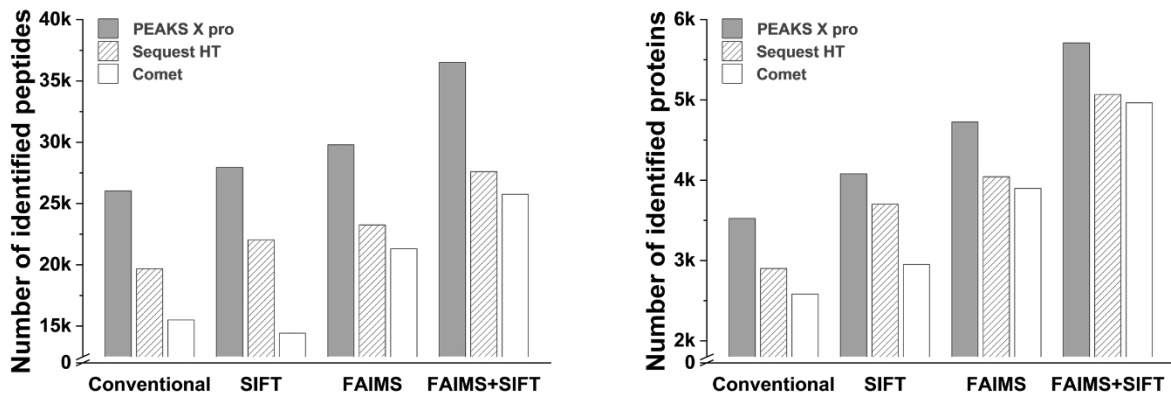 Number of identified peptides
40k
35k
30k
25k
20k
15k
0
PEAKS X pro
Sequest HT
Comet
Conventional SIFT FAIMS FAIMS+SIFT
Number of identified proteins
6k
5k
4k
3k
2k
0
PEAKS X pro
Sequest HT
Comet
Conventional SIFT FAIMS FAIMS+SIFT